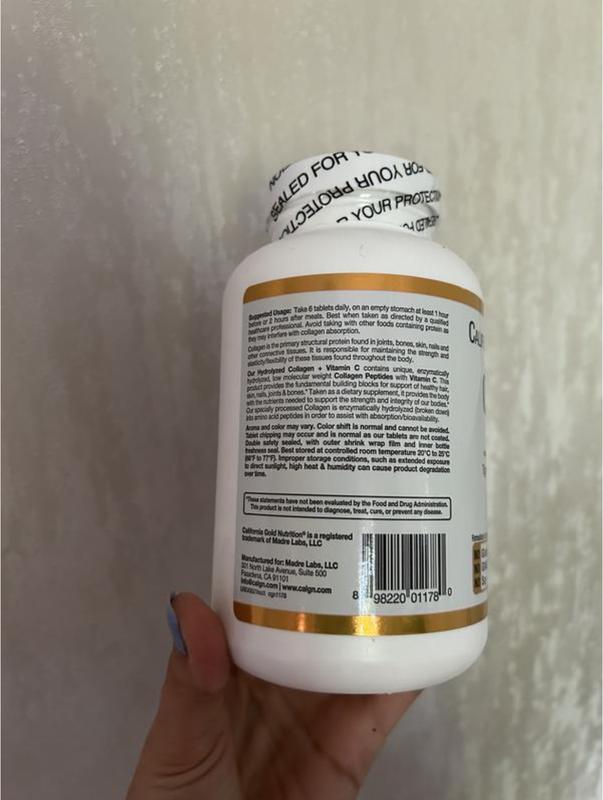 SEALED FOR
YOUR PROTECTION
Suggested Usage: Take 6 tablets daily, on an empty stomach at least 1 hour
before or 2 hours after meals. Best when taken as directed by a qualified
healthcare professional. Avoid taking with other foods containing protein as
they may interfere with collagen absorption.
Collagen is the primary structural protein found in joints, bones, skin, nails and
other connective tissues. It is responsible for maintaining the strength and
elasticity/flexibility of these tissues found throughout the body.
Our Hydrolyzed Collagen + Vitamin C contains unique, enzymatically
hydrolyzed, low molecular weight Collagen Peptides with Vitamin C. This
product provides the fundamental building blocks for support of healthy hair,
skin, nails, joints & bones.* Taken as a dietary supplement, it provides the body
with the nutrients needed to support the strength and integrity of our bodies.*
Our specially processed Collagen is enzymatically hydrolyzed (broken down)
into amino acid peptides in order to assist with absorption/bioavailability.
Aroma and color may vary. Color shift is normal and cannot be avoided.
Tablet chipping may occur and is normal as our tablets are not coated.
Double safety sealed, with outer shrink wrap film and inner bottle
freshness seal. Best stored at controlled room temperature 20°C to 25°C
(68°F to 77°F). Improper storage conditions, such as extended exposure
to direct sunlight, high heat & humidity can cause product degradation
over time.
*These statements have not been evaluated by the Food and Drug Administration.
This product is not intended to diagnose, treat, cure, or prevent any disease.
California Gold Nutrition® is a registered
trademark of Madre Labs, LLC
Manufactured for: Madre Labs, LLC
301 North Lake Avenue, Suite 600
Pasadena, CA 91101
info@calgn.com | www.calgn.com
8 98220 01178 0